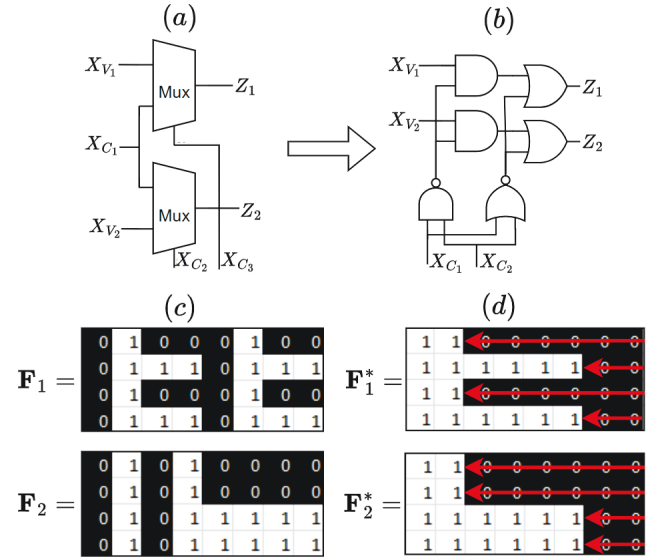 (a)
X_{V_1}
Mux
Z_1
X_{C_1}
Mux
Z_2
X_{V_2}
X_{C_2} X_{C_3}
(b)
X_{V_1}
Z_1
X_{V_2}
Z_2
X_{C_1} X_{C_2}
(c)
F_1 =
0 1 0 0 0 1 0 0
0 1 1 1 0 1 1 1
0 1 0 0 0 1 0 0
0 1 1 1 0 1 1 1
F_2 =
0 1 0 1 0 0 0 0
0 1 0 1 0 0 0 0
0 1 0 1 1 1 1 1
0 1 0 1 1 1 1 1
(d)
F_1^* =
1 1 0 0 0 0 0 0
1 1 1 1 1 1 0 0
1 1 0 0 0 0 0 0
1 1 1 1 1 1 0 0
F_2^* =
1 1 0 0 0 0 0 0
1 1 0 0 0 0 0 0
1 1 1 1 1 1 0 0
1 1 1 1 1 1 0 0